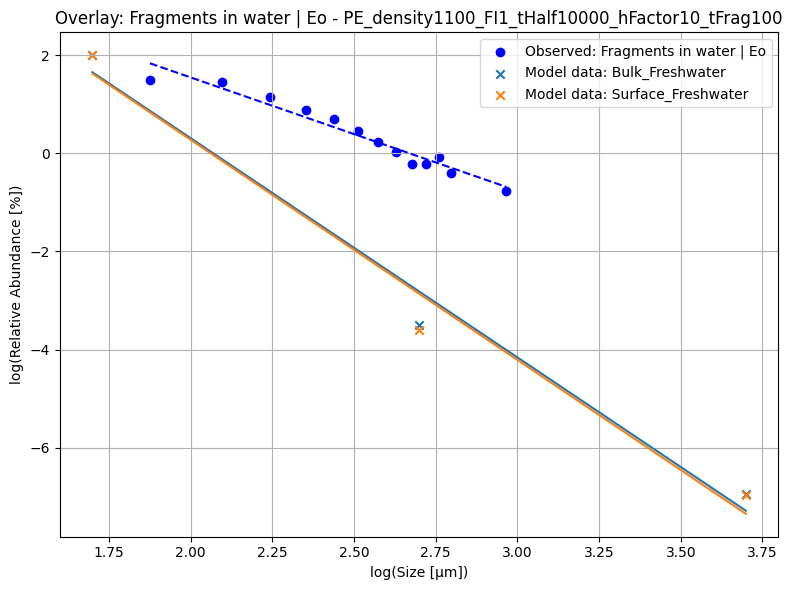 Overlay: Fragments in water | Eo - PE_density1100_FI1_tHalf10000_hFactor10_tFrag100
Observed: Fragments in water | Eo
Model data: Bulk_Freshwater
Model data: Surface_Freshwater
log(Relative Abundance [%])
2
0
−2
−4
−6
1.75 2.00 2.25 2.50 2.75 3.00 3.25 3.50 3.75
log(Size [μm])